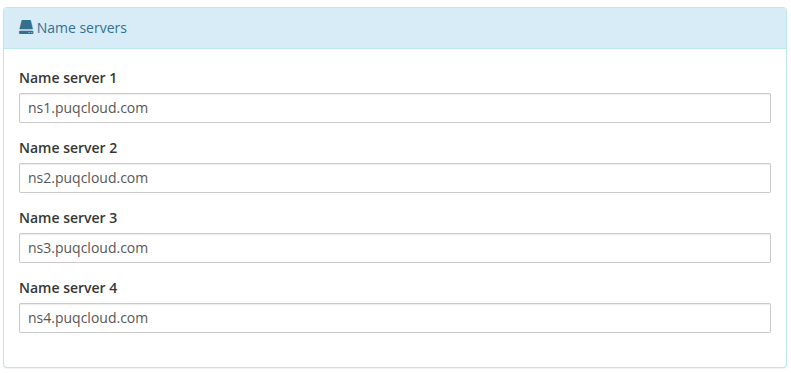 Name servers
Name server 1
ns1.puqcloud.com
Name server 2
ns2.puqcloud.com
Name server 3
ns3.puqcloud.com
Name server 4
ns4.puqcloud.com